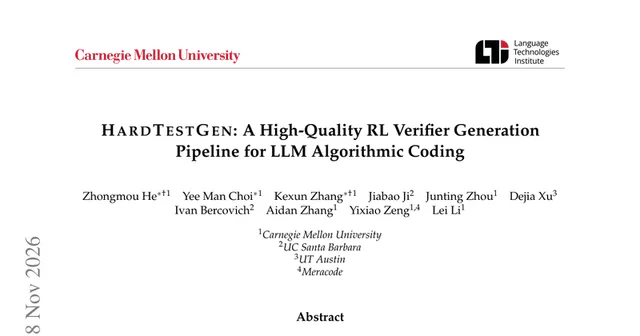 Carnegie Mellon University
Language
Technologies
Institute
HARDTESTGEN: A High-Quality RL Verifier Generation
Pipeline for LLM Algorithmic Coding
Zhongmou He*†1 Yee Man Choi*1 Kexun Zhang*†1 Jiabao Ji2 Junting Zhou1 Dejia Xu3
Ivan Bercovich2 Aidan Zhang1 Yixiao Zeng1,4 Lei Li1
1Carnegie Mellon University
2UC Santa Barbara
3UT Austin
4Meracode
Abstract
8 Nov 2026